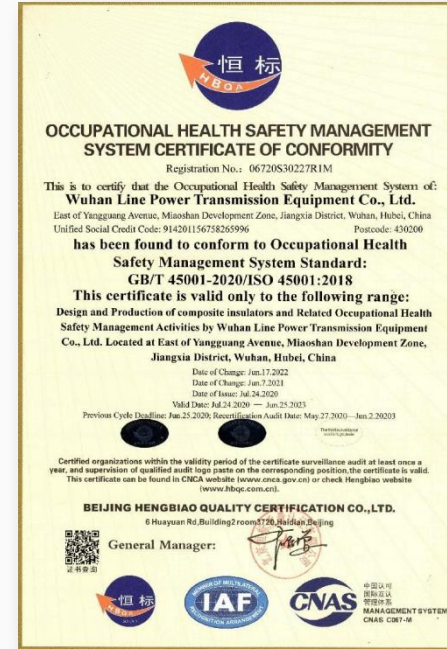 恒标
HBQA
OCCUPATIONAL HEALTH SAFETY MANAGEMENT
SYSTEM CERTIFICATE OF CONFORMITY
Registration No.: 06720S30227R1M
This is to certify that the Occupational Health Safety Management System of:
Wuhan Line Power Transmission Equipment Co., Ltd.
East of Yangguang Avenue, Miaoshan Development Zone, Jiangxia District, Wuhan, Hubei, China
Unified Social Credit Code: 914201156758265996 Postcode: 430200
has been found to conform to Occupational Health
Safety Management System Standard:
GB/T 45001-2020/ISO 45001:2018
This certificate is valid only to the following range:
Design and Production of composite insulators and Related Occupational Health
Safety Management Activities by Wuhan Line Power Transmission Equipment
Co., Ltd. Located at East of Yangguang Avenue, Miaoshan Development Zone,
Jiangxia District, Wuhan, Hubei, China
Date of Change: Jun.17.2022
Date of Change: Jun.7.2021
Date of Issue: Jul.24.2020
Valid Date: Jul.24.2020 — Jun.25.2023
Previous Cycle Deadline: Jun.25.2020; Recertification Audit Date: May.27.2020—Jun.2.20203
Certified organizations within the validity period of the certificate surveillance audit at least once a
year, and supervision of qualified audit logo paste on the corresponding position,the certificate is valid.
This certificate can be found in CNCA website (www.cnca.gov.cn) or check Hengbiao website
(www.hbqc.com.cn).
BEIJING HENGBIAO QUALITY CERTIFICATION CO.,LTD.
6 Huayuan Rd,Building2 room3720,Haidian,Beijing
General Manager:
证书查询
恒标
HBQA
MEMBER OF MULTILATERAL
IAF
RECOGNITION ARRANGEMENT
CNAS
中国认可
国际互认
管理体系
MANAGEMENT SYSTEM
CNAS C067-M